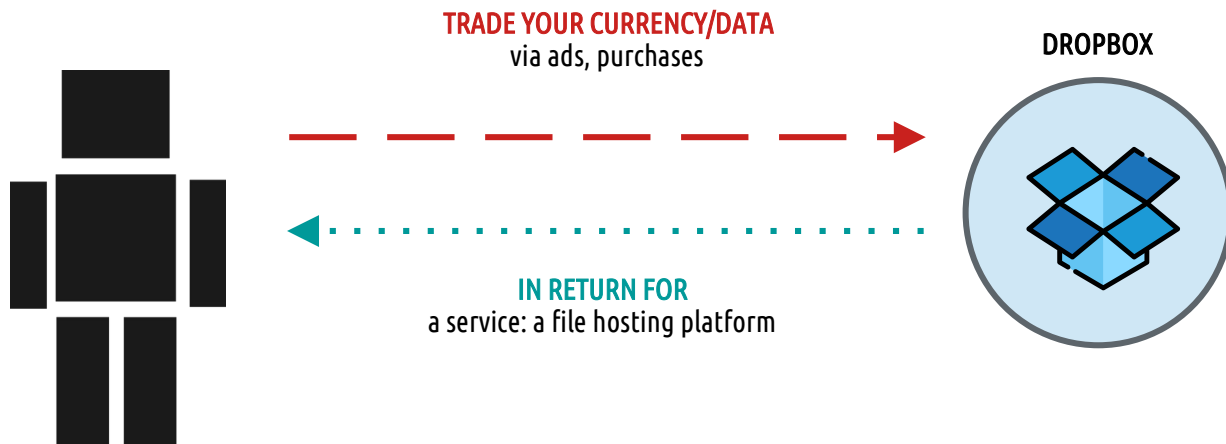 TRADE YOUR CURRENCY/DATA
via ads, purchases
DROPBOX
IN RETURN FOR
a service: a file hosting platform